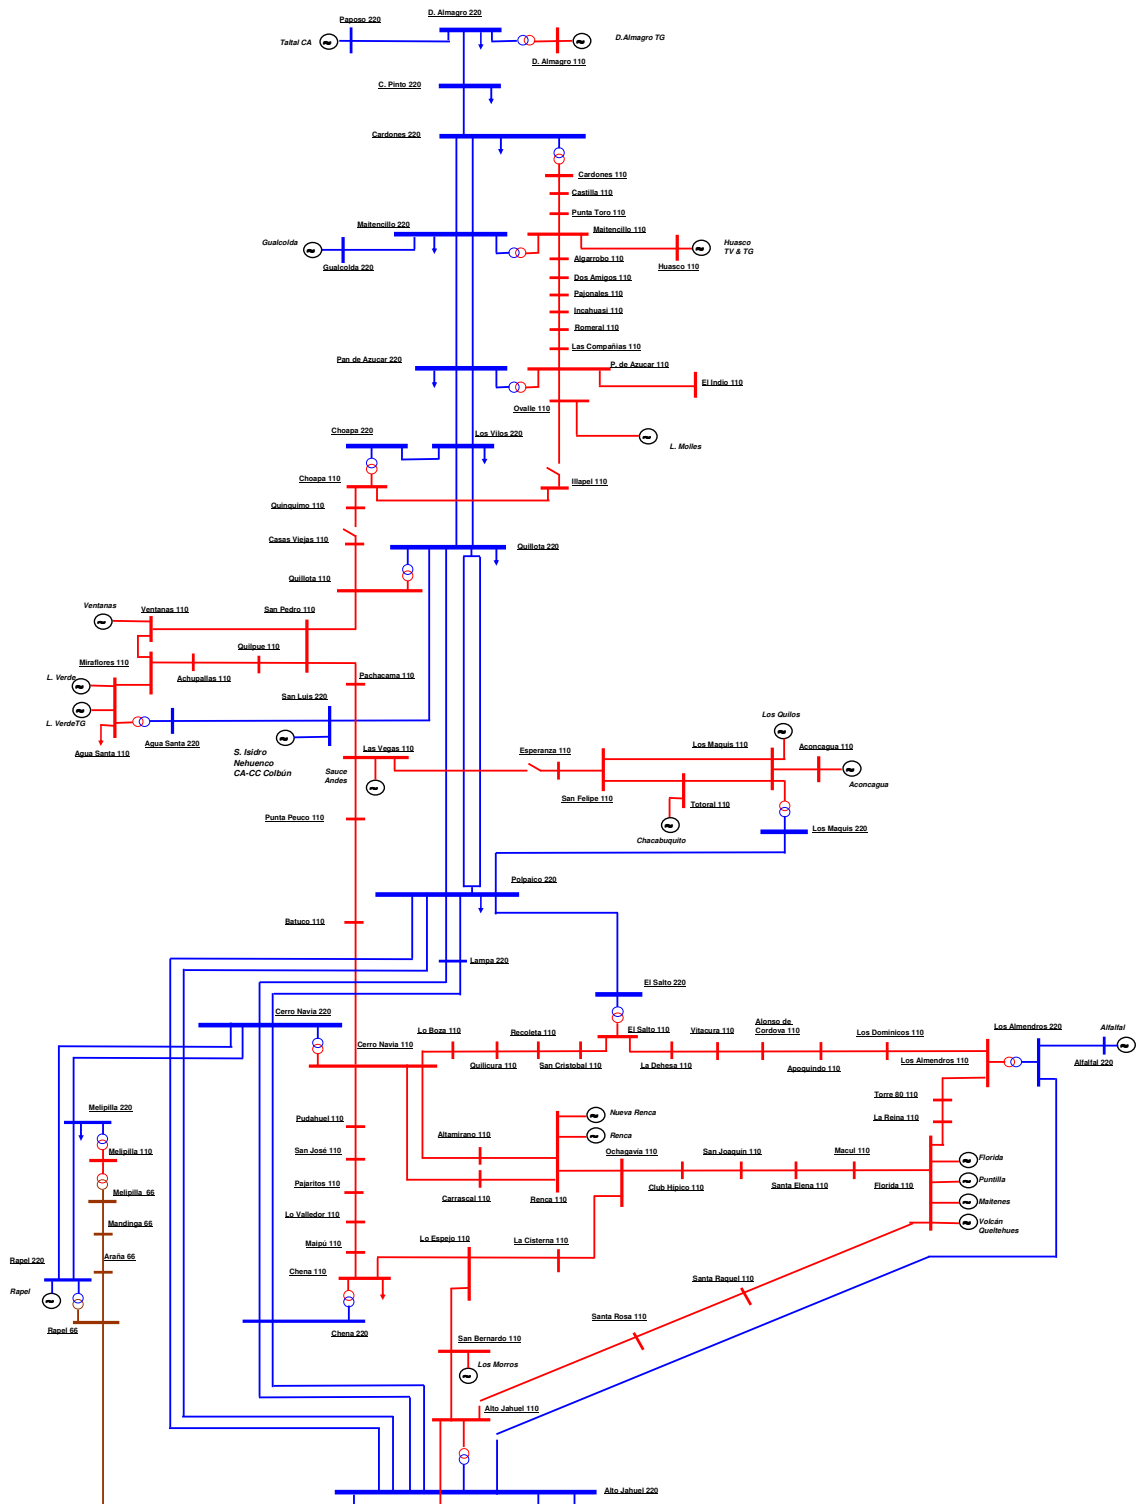 D. Almagro 220
Paposo 220
Taltal CA
D.Almagro TG
D. Almagro 110
C. Pinto 220
Cardones 220
Cardones 110
Castilla 110
Punta Toro 110
Maitencillo 220
Maitencillo 110
Gualcolda
Huasco
TV & TG
Gualcolda 220
Huasco 110
Algarrobo 110
Dos Amigos 110
Pajonales 110
Incahuasi 110
Romeral 110
Las Compañias 110
Pan de Azucar 220
P. de Azucar 110
El Indio 110
Ovalle 110
Choapa 220
Los Vilos 220
L. Molles
Choapa 110
Illapel 110
Quinquimo 110
Casas Viejas 110
Quillota 220
Quillota 110
Ventanas
Ventanas 110
San Pedro 110
Quilpue 110
Miraflores 110
Achupallas 110
Pachacama 110
L. Verde
San Luis 220
L. VerdeTG
Agua Santa 110
Agua Santa 220
S. Isidro
Nehuenco
CA-CC Colbún
Las Vegas 110
Sauce
Andes
Esperanza 110
Los Quilos
Los Maquis 110
Aconcagua 110
Aconcagua
San Felipe 110
Totoral 110
Chacabuquito
Los Maquis 220
Punta Peuco 110
Polpaico 220
Batuco 110
Lampa 220
El Salto 220
Cerro Navia 220
Cerro Navia 110
Lo Boza 110
Recoleta 110
El Salto 110
Vitacura 110
Alonso de
Cordova 110
Los Dominicos 110
Los Almendros 220
Alfalfal
Quilicura 110
San Cristobal 110
La Dehesa 110
Apoquindo 110
Los Almendros 110
Alfalfal 220
Torre 80 110
La Reina 110
Melipilla 220
Melipilla 110
Melipilla 66
Mandinga 66
Araña 66
Rapel 220
Rapel
Rapel 66
Pudahuel 110
San José 110
Pajaritos 110
Lo Valledor 110
Maipú 110
Chena 110
Chena 220
Altamirano 110
Carrascal 110
Nueva Renca
Renca
Renca 110
Ochagavía 110
Club Hípico 110
San Joaquín 110
Santa Elena 110
Macul 110
Florida 110
Florida
Puntilla
Maitenes
Volcán
Queltehues
Lo Espejo 110
La Cisterna 110
Santa Raquel 110
Santa Rosa 110
San Bernardo 110
Los Morros
Alto Jahuel 110
Alto Jahuel 220